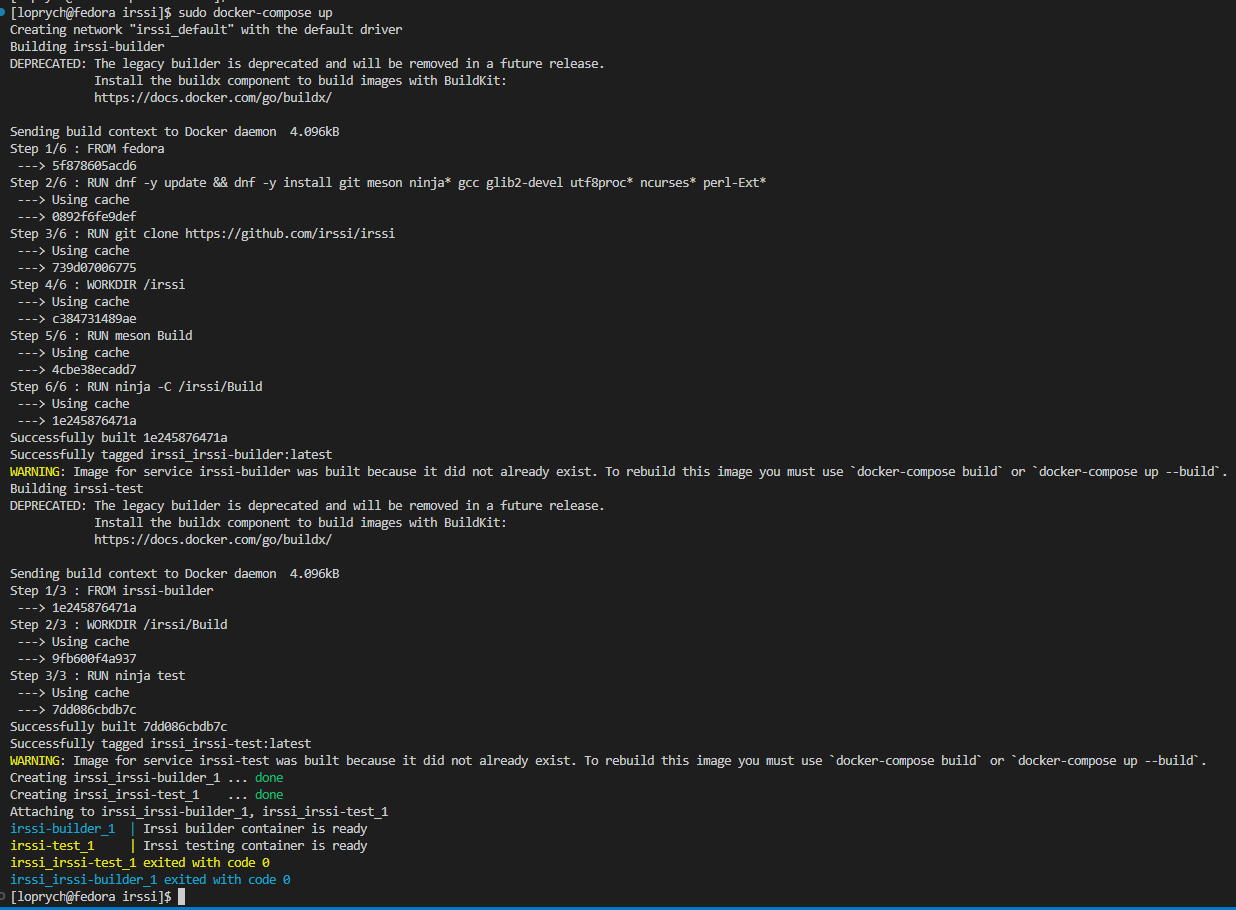 [loprych@fedora irssi]$ sudo docker-compose up
Creating network "irssi_default" with the default driver
Building irssi-builder
DEPRECATED: The legacy builder is deprecated and will be removed in a future release.
            Install the buildx component to build images with BuildKit:
            https://docs.docker.com/go/buildx/

Sending build context to Docker daemon  4.096kB
Step 1/6 : FROM fedora
 ---> 5f878605acd6
Step 2/6 : RUN dnf -y update && dnf -y install git meson ninja* gcc glib2-devel utf8proc* ncurses* perl-Ext*
 ---> Using cache
 ---> 0892f6fe9def
Step 3/6 : RUN git clone https://github.com/irssi/irssi
 ---> Using cache
 ---> 739d07006775
Step 4/6 : WORKDIR /irssi
 ---> Using cache
 ---> c384731489ae
Step 5/6 : RUN meson Build
 ---> Using cache
 ---> 4cbe38ecadd7
Step 6/6 : RUN ninja -C /irssi/Build
 ---> Using cache
 ---> 1e245876471a
Successfully built 1e245876471a
Successfully tagged irssi_irssi-builder:latest
WARNING: Image for service irssi-builder was built because it did not already exist. To rebuild this image you must use `docker-compose build` or `docker-compose up --build`.
Building irssi-test
DEPRECATED: The legacy builder is deprecated and will be removed in a future release.
            Install the buildx component to build images with BuildKit:
            https://docs.docker.com/go/buildx/

Sending build context to Docker daemon  4.096kB
Step 1/3 : FROM irssi-builder
 ---> 1e245876471a
Step 2/3 : WORKDIR /irssi/Build
 ---> Using cache
 ---> 9fb600f4a937
Step 3/3 : RUN ninja test
 ---> Using cache
 ---> 7dd086cbdb7c
Successfully built 7dd086cbdb7c
Successfully tagged irssi_irssi-test:latest
WARNING: Image for service irssi-test was built because it did not already exist. To rebuild this image you must use `docker-compose build` or `docker-compose up --build`.
Creating irssi_irssi-builder_1 ... done
Creating irssi_irssi-test_1    ... done
Attaching to irssi_irssi-builder_1, irssi_irssi-test_1
irssi-builder_1  | Irssi builder container is ready
irssi-test_1     | Irssi testing container is ready
irssi_irssi-test_1 exited with code 0
irssi_irssi-builder_1 exited with code 0
[loprych@fedora irssi]$